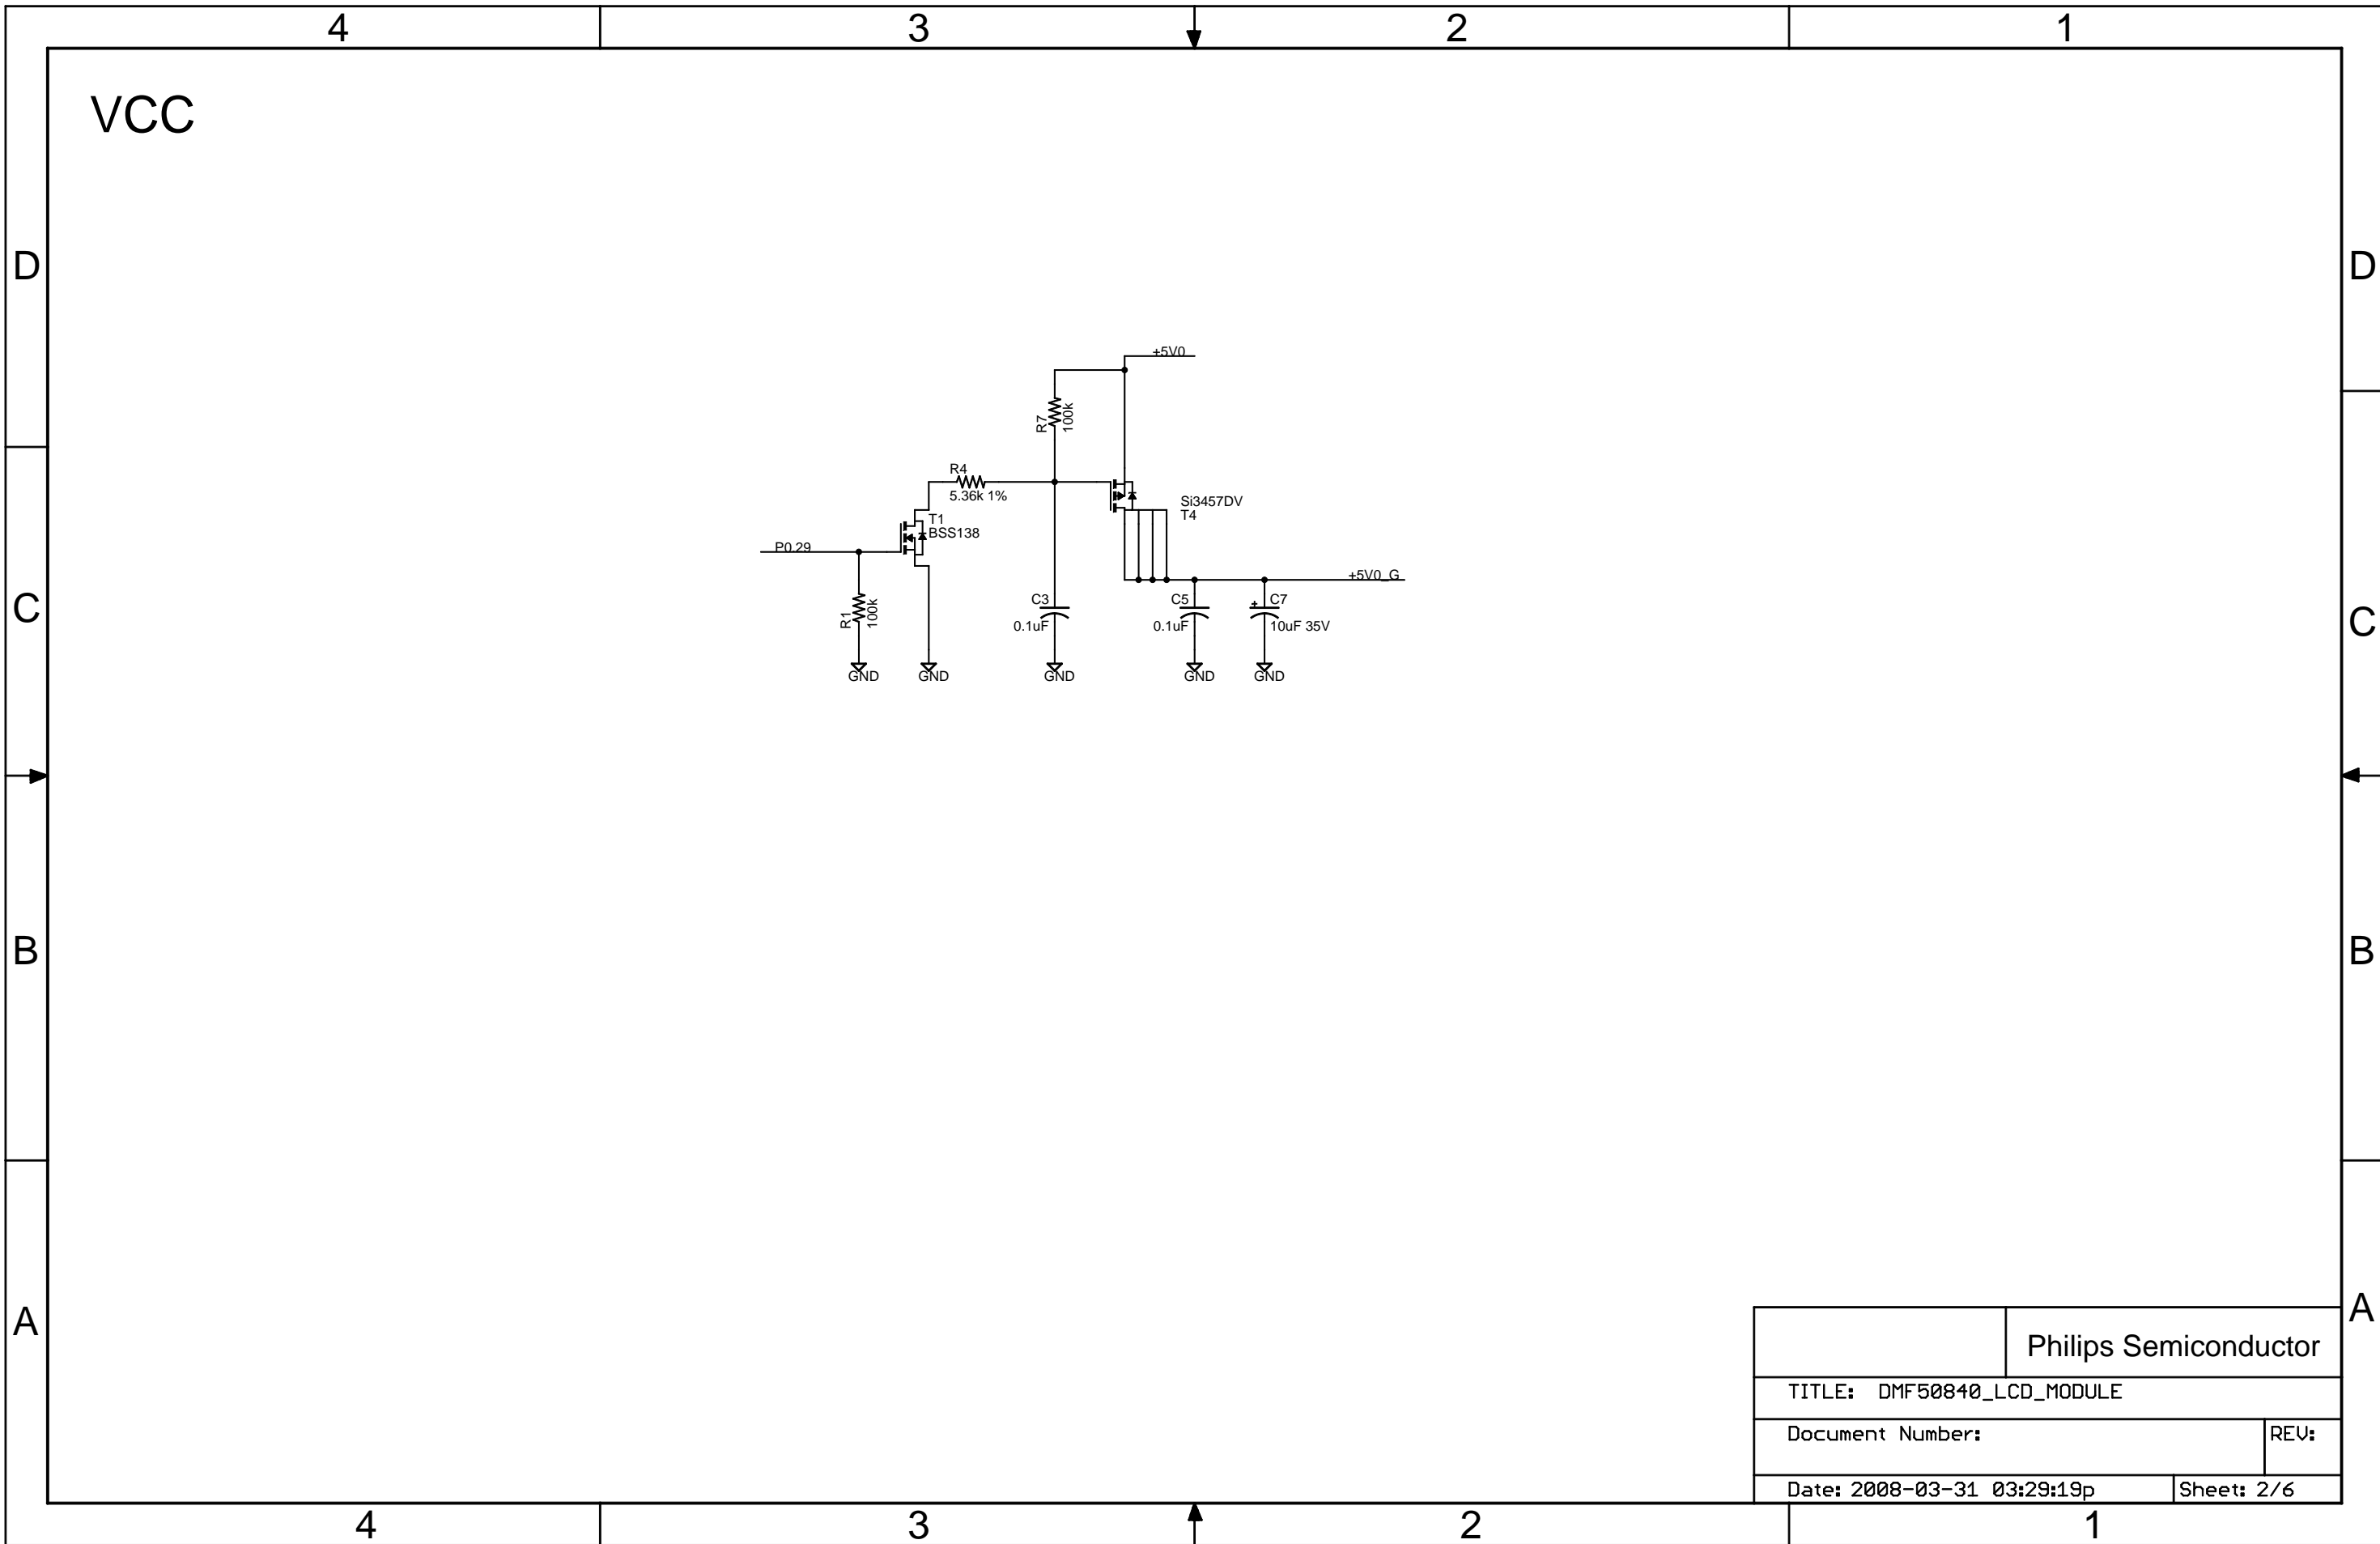 4 3 2 1
VCC
D D
+5V0
R7
100k
R4
5.36k 1%
Si3457DV
T4
T1
BSS138
P0.29
+5V0_G
C C
R1
100k
C3
0.1uF
C5
0.1uF
C7
10uF 35V
+
GND GND GND GND GND
B B
A A
Philips Semiconductor
TITLE: DMF50840_LCD_MODULE
Document Number:
REV:
Date: 2008-03-31 03:29:19p
Sheet: 2/6
4 3 2 1